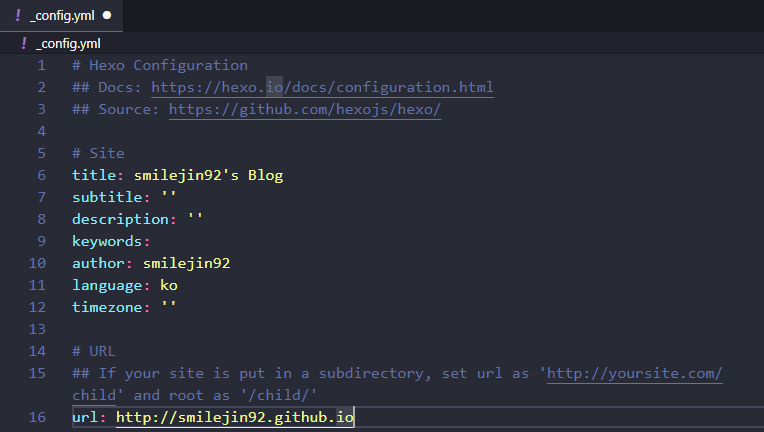 ! _config.yml ●
! _config.yml
1 # Hexo Configuration
2 ## Docs: https://hexo.io/docs/configuration.html
3 ## Source: https://github.com/hexojs/hexo/
4
5 # Site
6 title: smilejin92's Blog
7 subtitle: ''
8 description: ''
9 keywords:
10 author: smilejin92
11 language: ko
12 timezone: ''
13
14 # URL
15 ## If your site is put in a subdirectory, set url as 'http://yoursite.com/
child' and root as '/child/'
16 url: http://smilejin92.github.io